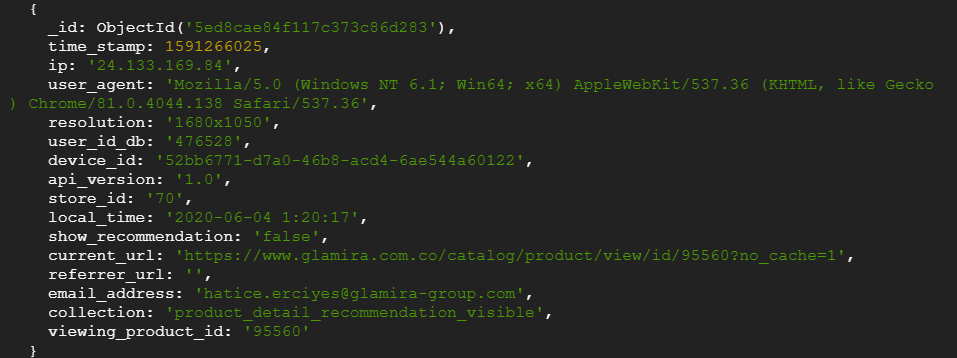 {
_id: ObjectId('5ed8cae84f117c373c86d283'),
time_stamp: 1591266025,
ip: '24.133.169.84',
user_agent: 'Mozilla/5.0 (Windows NT 6.1; Win64; x64) AppleWebKit/537.36 (KHTML, like Gecko
) Chrome/81.0.4044.138 Safari/537.36',
resolution: '1680x1050',
user_id_db: '476528',
device_id: '52bb6771-d7a0-46b8-acd4-6ae544a60122',
api_version: '1.0',
store_id: '70',
local_time: '2020-06-04 1:20:17',
show_recommendation: 'false',
current_url: 'https://www.glamira.com.co/catalog/product/view/id/95560?no_cache=1',
referrer_url: '',
email_address: 'hatice.erciyes@glamira-group.com',
collection: 'product_detail_recommendation_visible',
viewing_product_id: '95560'
}